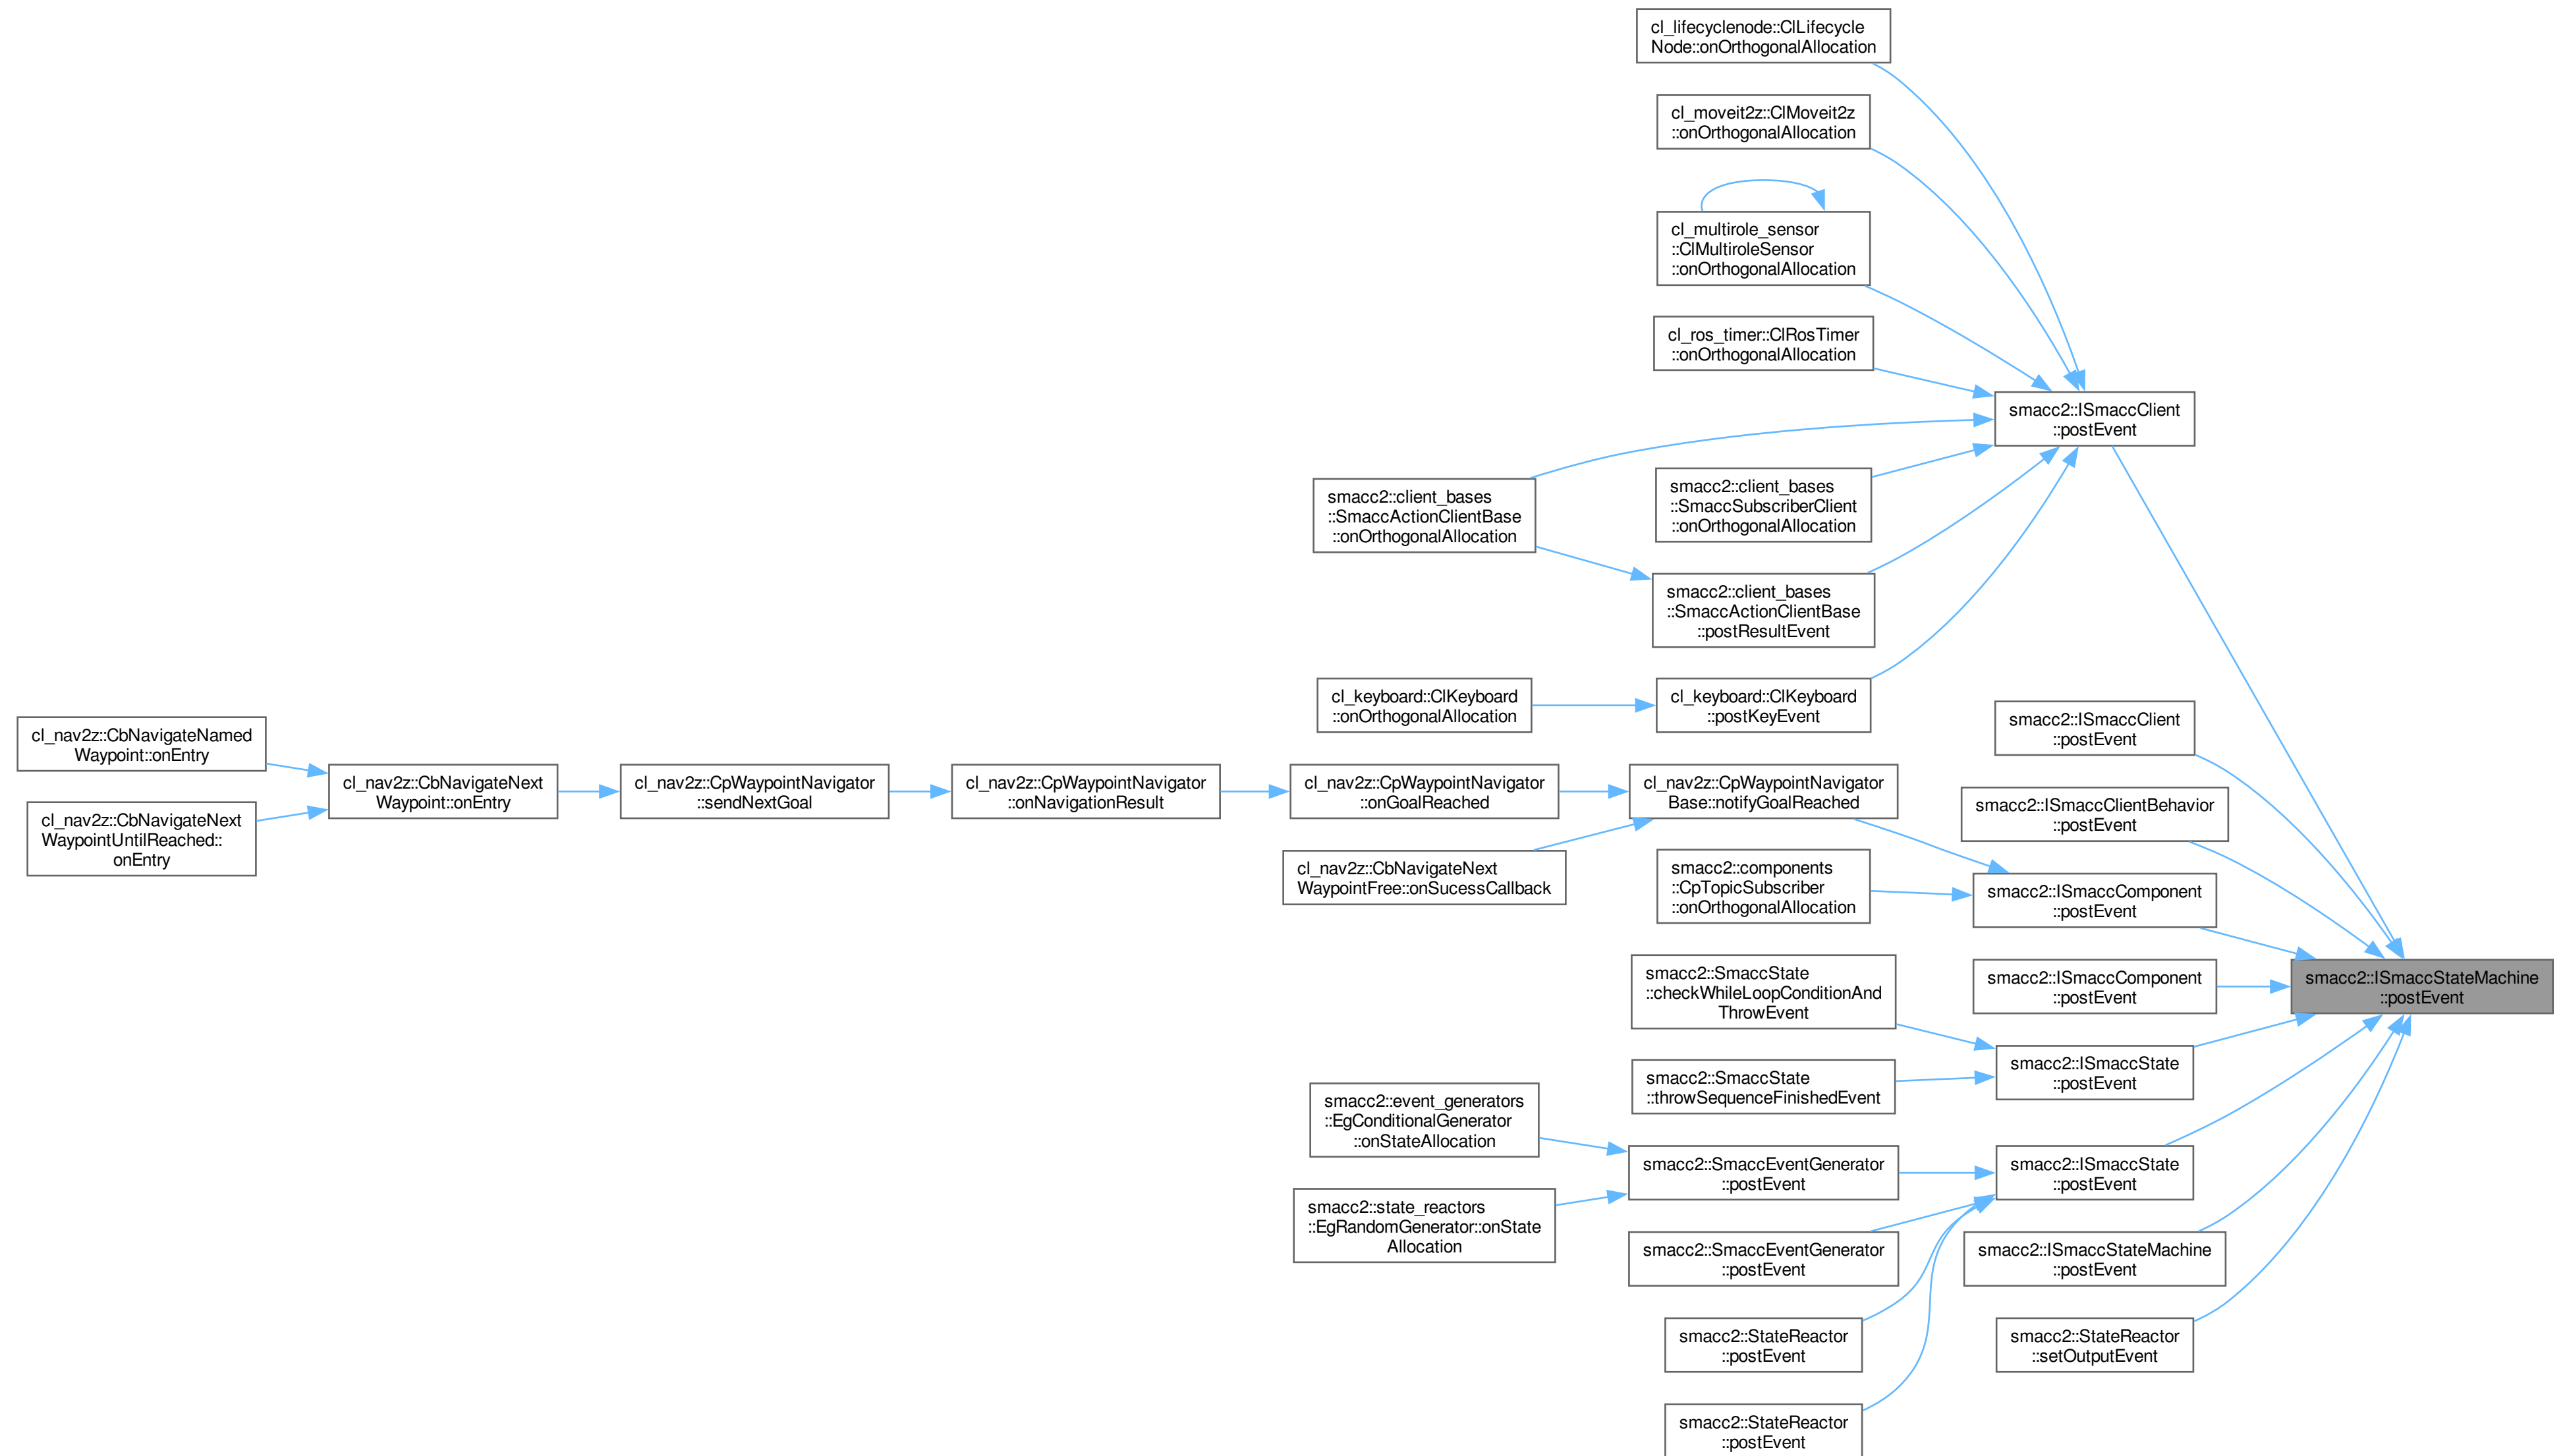 cl_lifecyclenode::ClLifecycle
Node::onOrthogonalAllocation
cl_moveit2z::ClMoveit2z
::onOrthogonalAllocation
cl_multirole_sensor
::ClMultiroleSensor
::onOrthogonalAllocation
cl_ros_timer::ClRosTimer
::onOrthogonalAllocation
smacc2::ISmaccClient
::postEvent
smacc2::client_bases
::SmaccActionClientBase
::onOrthogonalAllocation
smacc2::client_bases
::SmaccSubscriberClient
::onOrthogonalAllocation
smacc2::client_bases
::SmaccActionClientBase
::postResultEvent
cl_keyboard::ClKeyboard
::onOrthogonalAllocation
cl_keyboard::ClKeyboard
::postKeyEvent
smacc2::ISmaccClient
::postEvent
cl_nav2z::CbNavigateNamed
Waypoint::onEntry
cl_nav2z::CbNavigateNext
WaypointUntilReached::
onEntry
cl_nav2z::CbNavigateNext
Waypoint::onEntry
cl_nav2z::CpWaypointNavigator
::sendNextGoal
cl_nav2z::CpWaypointNavigator
::onNavigationResult
cl_nav2z::CpWaypointNavigator
::onGoalReached
cl_nav2z::CpWaypointNavigator
Base::notifyGoalReached
smacc2::ISmaccClientBehavior
::postEvent
cl_nav2z::CbNavigateNext
WaypointFree::onSucessCallback
smacc2::components
::CpTopicSubscriber
::onOrthogonalAllocation
smacc2::ISmaccComponent
::postEvent
smacc2::ISmaccComponent
::postEvent
smacc2::ISmaccStateMachine
::postEvent
smacc2::SmaccState
::checkWhileLoopConditionAnd
ThrowEvent
smacc2::SmaccState
::throwSequenceFinishedEvent
smacc2::ISmaccState
::postEvent
smacc2::event_generators
::EgConditionalGenerator
::onStateAllocation
smacc2::state_reactors
::EgRandomGenerator::onState
Allocation
smacc2::SmaccEventGenerator
::postEvent
smacc2::ISmaccState
::postEvent
smacc2::SmaccEventGenerator
::postEvent
smacc2::ISmaccStateMachine
::postEvent
smacc2::StateReactor
::postEvent
smacc2::StateReactor
::setOutputEvent
smacc2::StateReactor
::postEvent